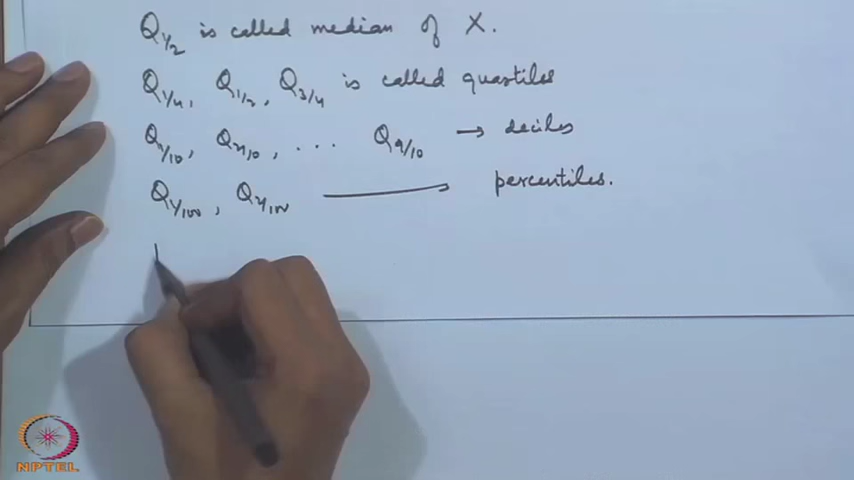 Q1/2 is called median of X.
Q1/4, Q1/2, Q3/4 is called quartiles
Q1/10, Q2/10, ... Q9/10 → deciles
Q1/100, Q2/100 → percentiles.
NPTEL